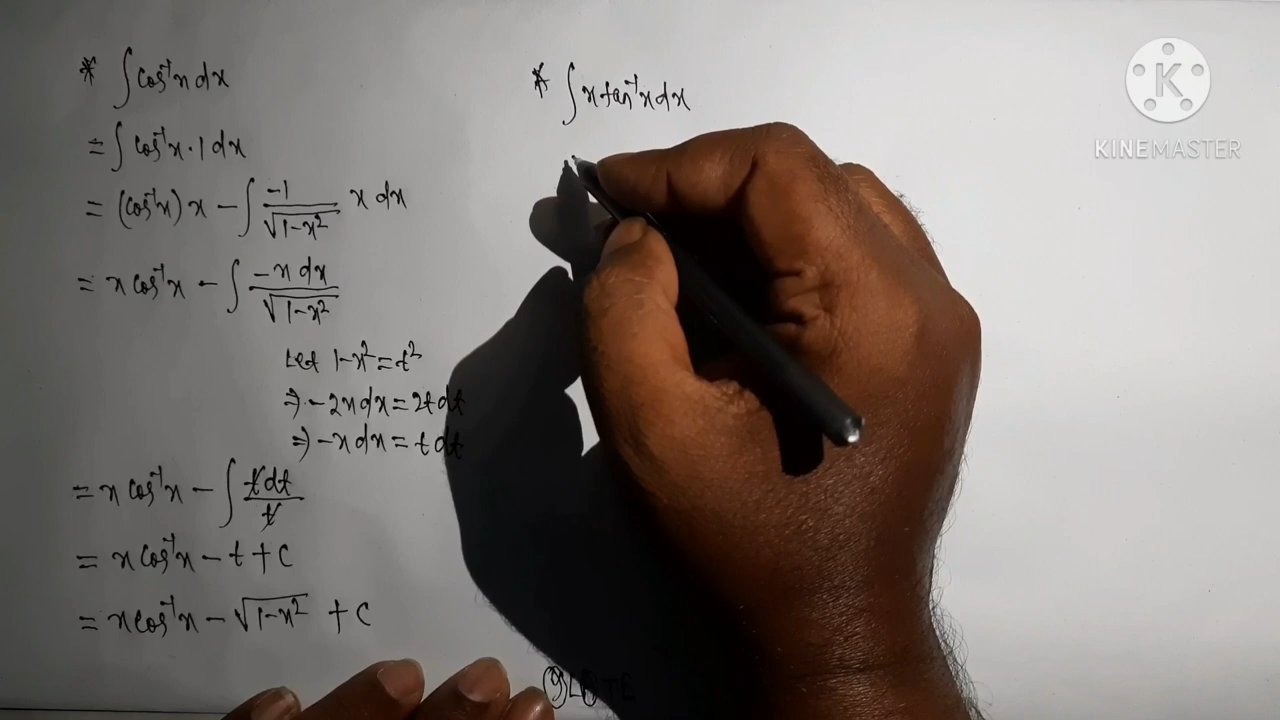 * ∫cos⁻¹x dx
= ∫cos⁻¹x · 1 dx
= (cos⁻¹x) x − ∫ -1/√(1−x²) x dx
= x cos⁻¹x − ∫ -x dx/√(1−x²)
Let 1−x² = t²
⇒ −2x dx = 2t dt
⇒ −x dx = t dt
= x cos⁻¹x − ∫ t dt/t
= x cos⁻¹x − t + C
= x cos⁻¹x − √(1−x²) + C
* ∫x tan⁻¹x dx
K
KINEMASTER